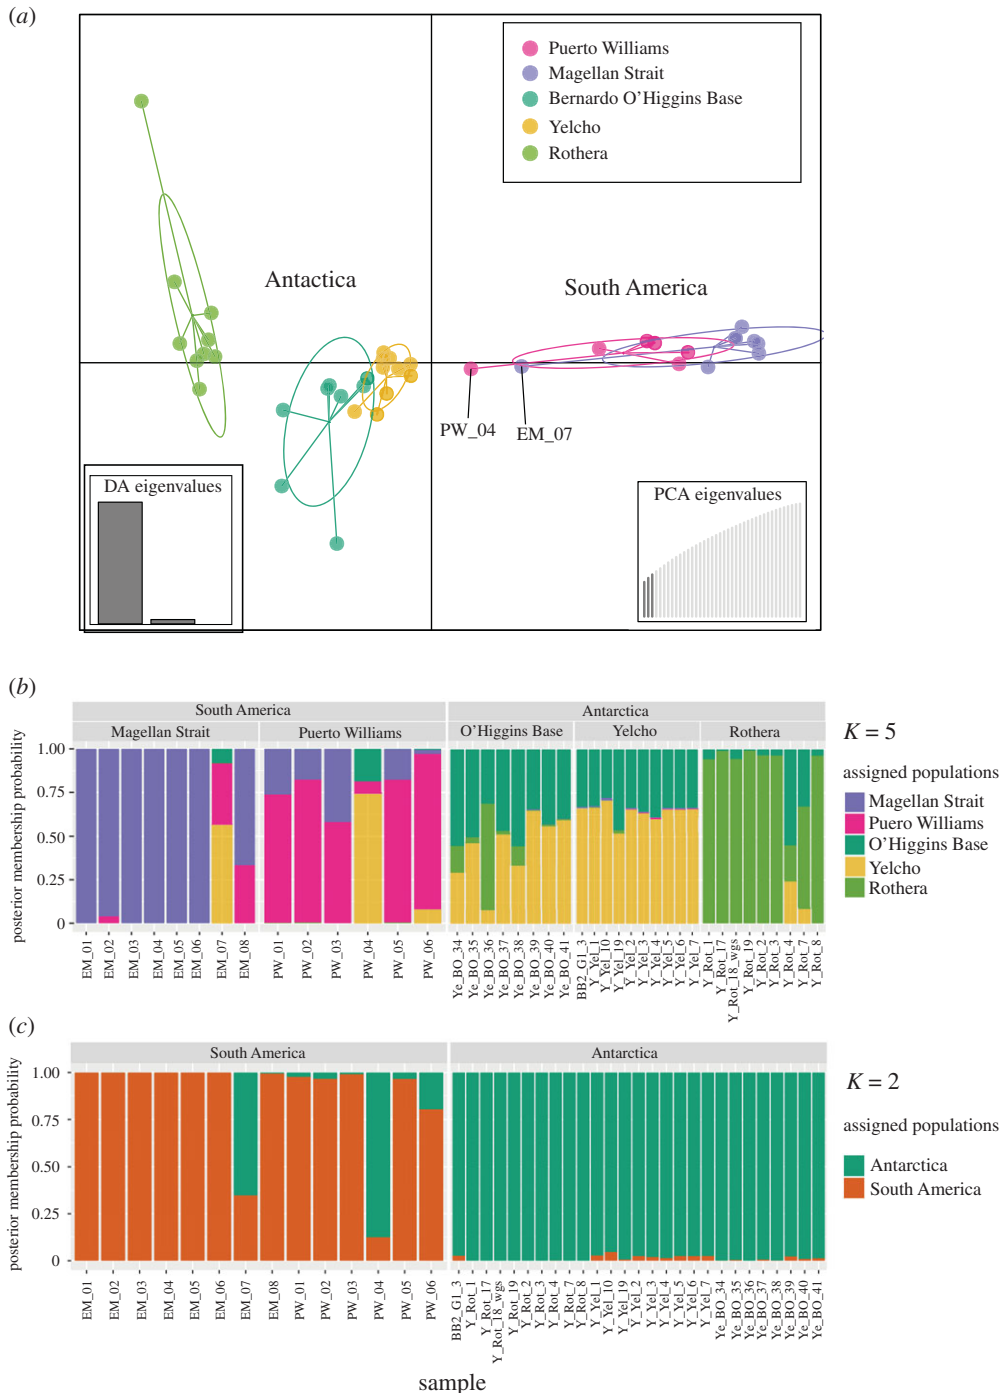 (a)
Puerto Williams
Magellan Strait
Bernardo O'Higgins Base
Yelcho
Rothera
Antactica
South America
PW_04
EM_07
DA eigenvalues
PCA eigenvalues
(b)
South America
Antarctica
Magellan Strait
Puerto Williams
O'Higgins Base
Yelcho
Rothera
K = 5
posterior membership probability
1.00
0.75
0.50
0.25
0
assigned populations
Magellan Strait
Puero Williams
O'Higgins Base
Yelcho
Rothera
EM_01
EM_02
EM_03
EM_04
EM_05
EM_06
EM_07
EM_08
PW_01
PW_02
PW_03
PW_04
PW_05
PW_06
Ye_BO_34
Ye_BO_35
Ye_BO_36
Ye_BO_37
Ye_BO_38
Ye_BO_39
Ye_BO_40
Ye_BO_41
BB2_G1_3
Y_Yel_1
Y_Yel_10
Y_Yel_19
Y_Yel_2
Y_Yel_3
Y_Yel_4
Y_Yel_5
Y_Yel_6
Y_Yel_7
Y_Rot_1
Y_Rot_17
Y_Rot_18_wgs
Y_Rot_19
Y_Rot_2
Y_Rot_3
Y_Rot_4
Y_Rot_7
Y_Rot_8
(c)
South America
Antarctica
K = 2
posterior membership probability
1.00
0.75
0.50
0.25
0
assigned populations
Antarctica
South America
EM_01
EM_02
EM_03
EM_04
EM_05
EM_06
EM_07
EM_08
PW_01
PW_02
PW_03
PW_04
PW_05
PW_06
BB2_G1_3
Y_Rot_1
Y_Rot_17
Y_Rot_18_wgs
Y_Rot_19
Y_Rot_2
Y_Rot_3
Y_Rot_4
Y_Rot_7
Y_Rot_8
Y_Yel_1
Y_Yel_10
Y_Yel_19
Y_Yel_2
Y_Yel_3
Y_Yel_4
Y_Yel_5
Y_Yel_6
Y_Yel_7
Ye_BO_34
Ye_BO_35
Ye_BO_36
Ye_BO_37
Ye_BO_38
Ye_BO_39
Ye_BO_40
Ye_BO_41
sample